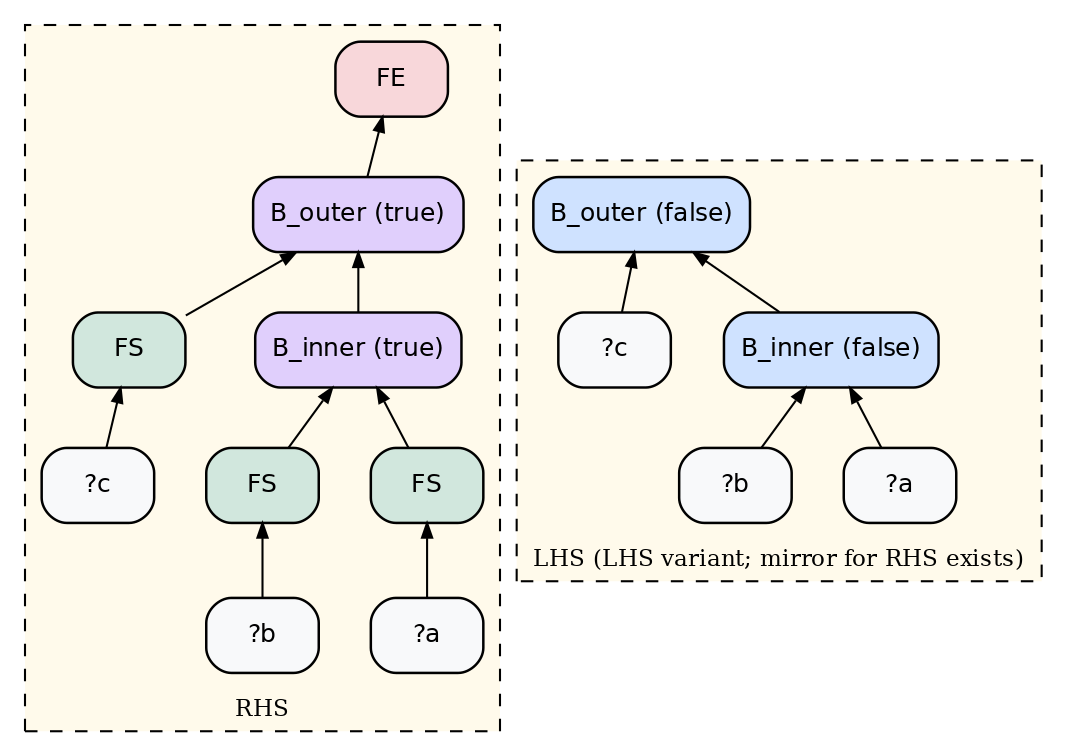 FE
B_outer (true)
FS
B_inner (true)
?c
FS
FS
?b
?a
RHS
B_outer (false)
?c
B_inner (false)
?b
?a
LHS (LHS variant; mirror for RHS exists)